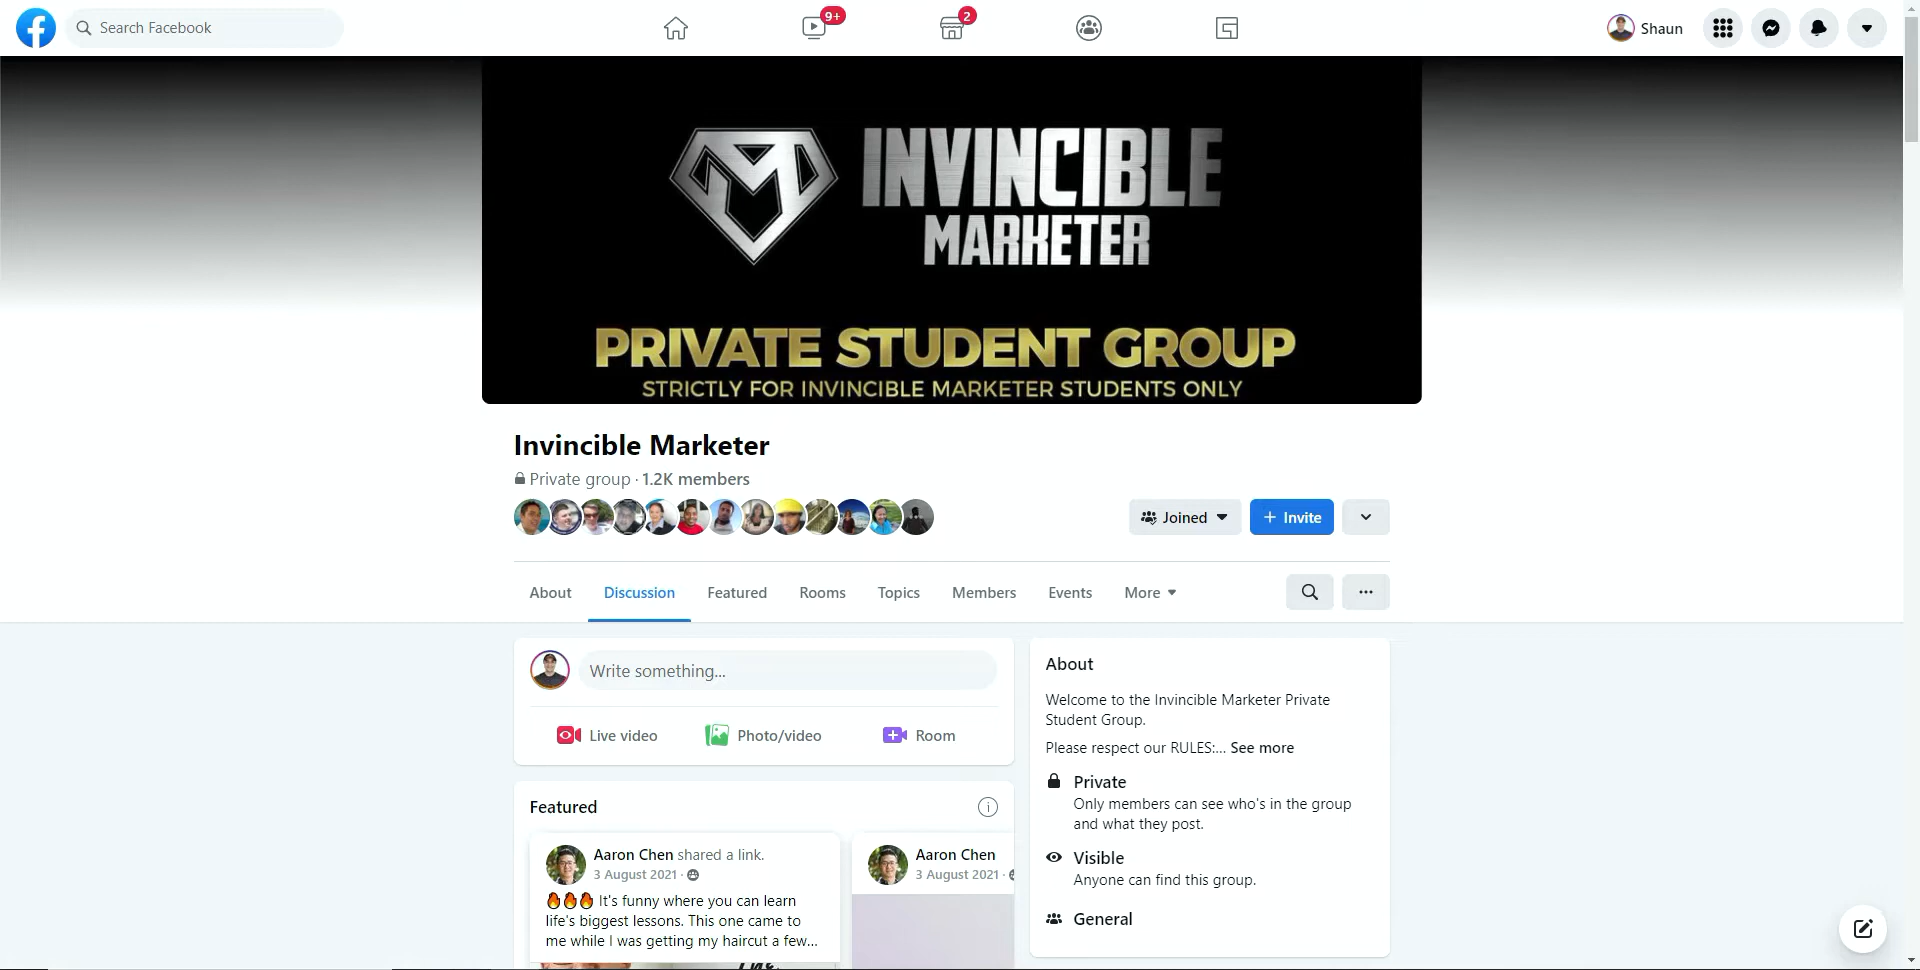 Search Facebook
9+
2
Shaun
INVINCIBLE
MARKETER
PRIVATE STUDENT GROUP
STRICTLY FOR INVINCIBLE MARKETER STUDENTS ONLY
Invincible Marketer
Private group · 1.2K members
Joined
+ Invite
About Discussion Featured Rooms Topics Members Events More
Write something...
Live video Photo/video Room
Featured
Aaron Chen shared a link.
3 August 2021 ·
🔥🔥🔥 It's funny where you can learn
life's biggest lessons. This one came to
me while I was getting my haircut a few...
Aaron Chen
3 August 2021 ·
About
Welcome to the Invincible Marketer Private
Student Group.
Please respect our RULES:... See more
Private
Only members can see who's in the group
and what they post.
Visible
Anyone can find this group.
General